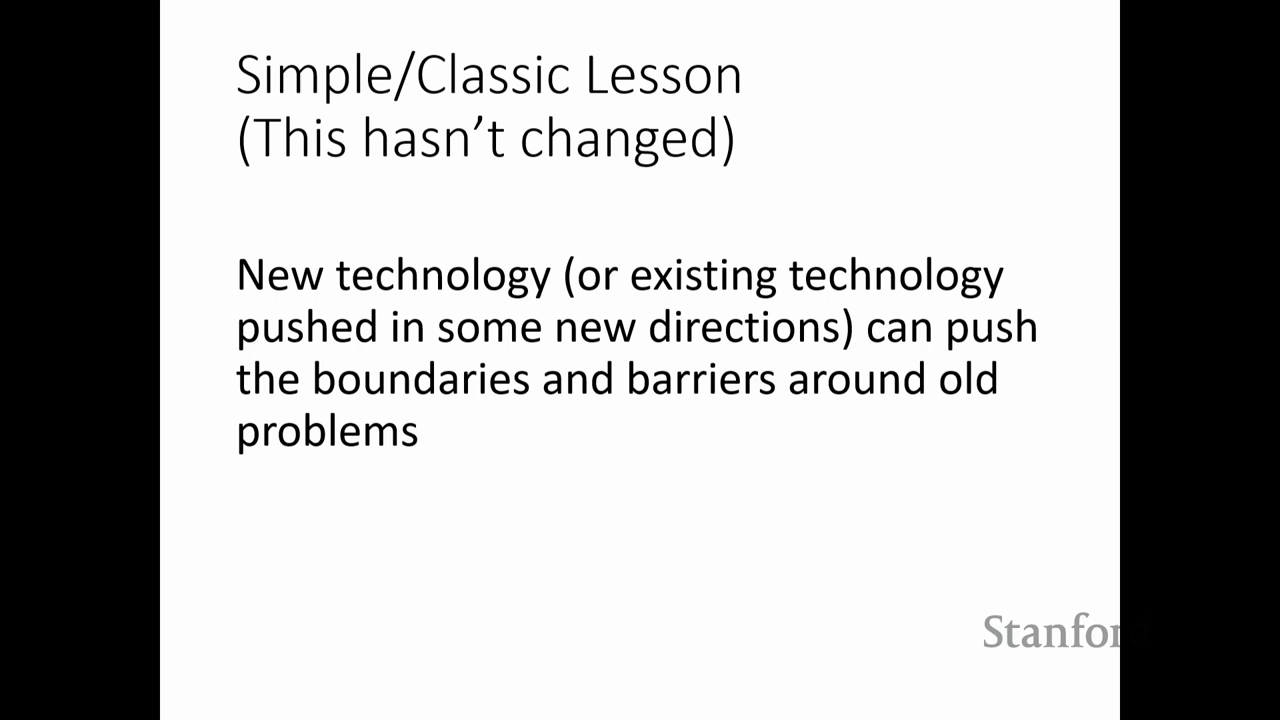 Simple/Classic Lesson
(This hasn’t changed)
New technology (or existing technology
pushed in some new directions) can push
the boundaries and barriers around old
problems
Stanford